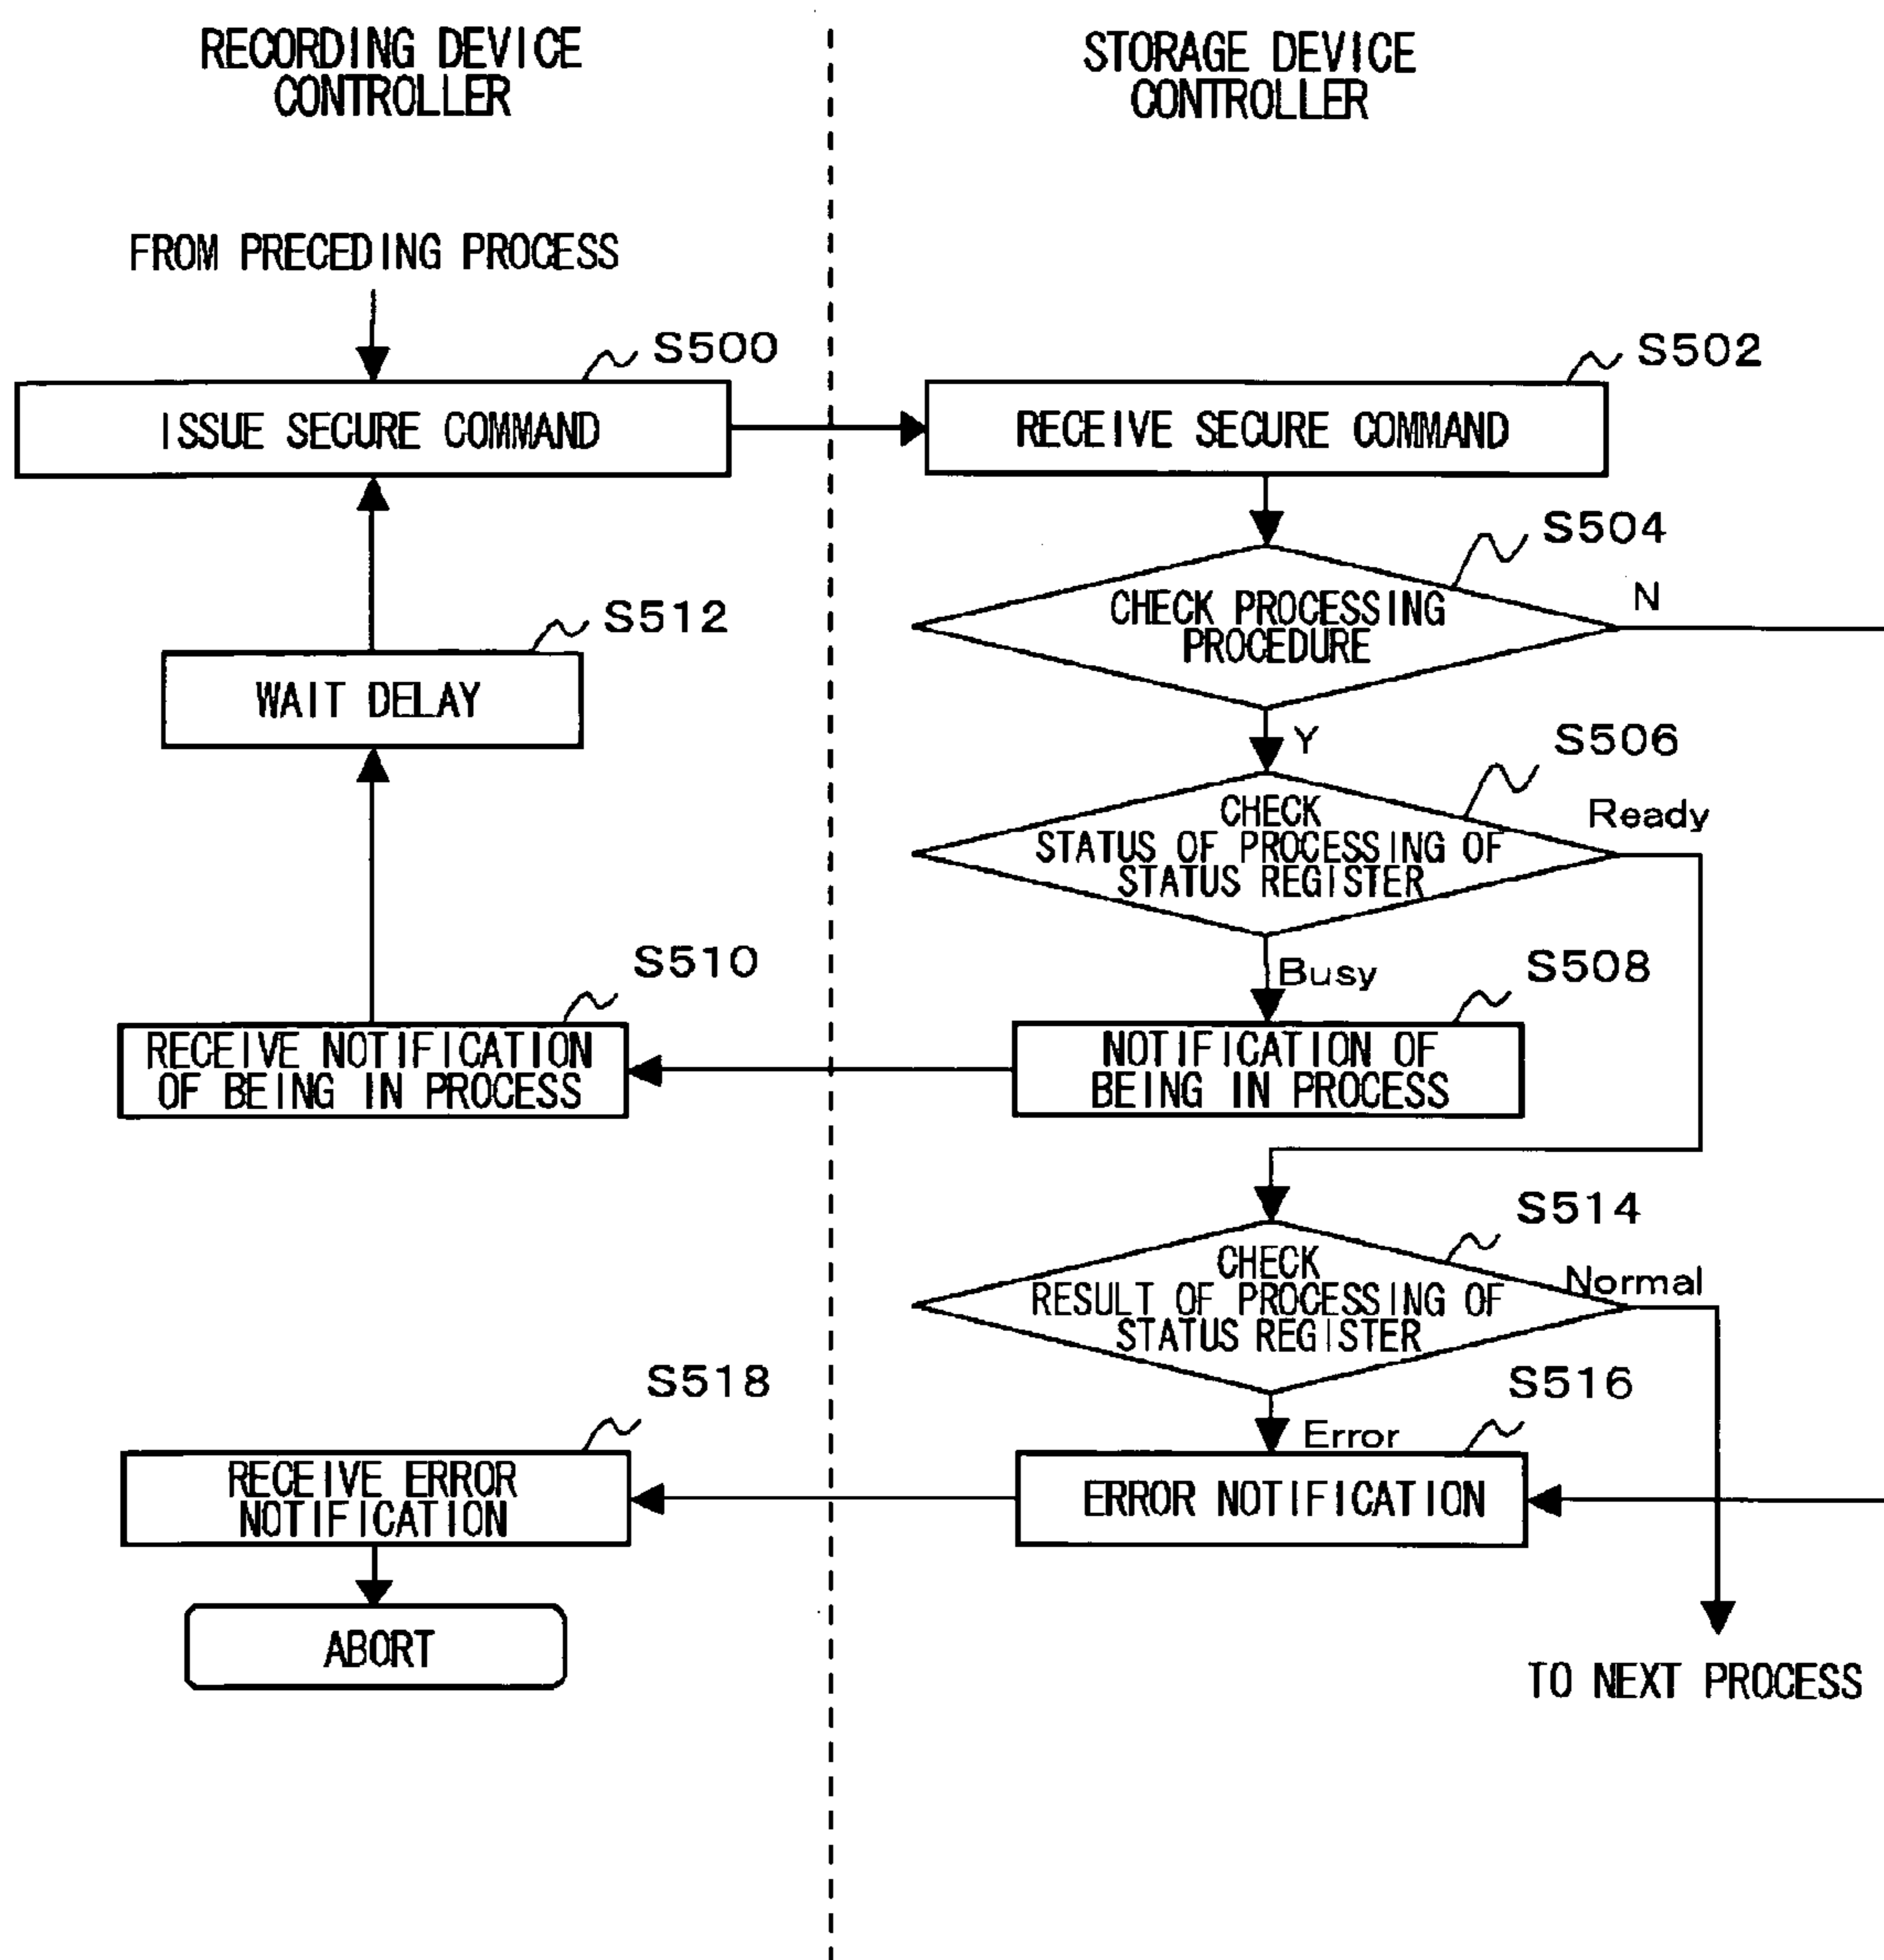 RECORDING DEVICE
CONTROLLER
STORAGE DEVICE
CONTROLLER
FROM PRECEDING PROCESS
S500
ISSUE SECURE COMMAND
S502
RECEIVE SECURE COMMAND
S504
CHECK PROCESSING
PROCEDURE
N
Y
S512
WAIT DELAY
S506
CHECK
STATUS OF PROCESSING OF
STATUS REGISTER
Ready
Busy
S508
NOTIFICATION OF
BEING IN PROCESS
S510
RECEIVE NOTIFICATION
OF BEING IN PROCESS
S514
CHECK
RESULT OF PROCESSING OF
STATUS REGISTER
Normal
Error
S516
ERROR NOTIFICATION
S518
RECEIVE ERROR
NOTIFICATION
ABORT
TO NEXT PROCESS